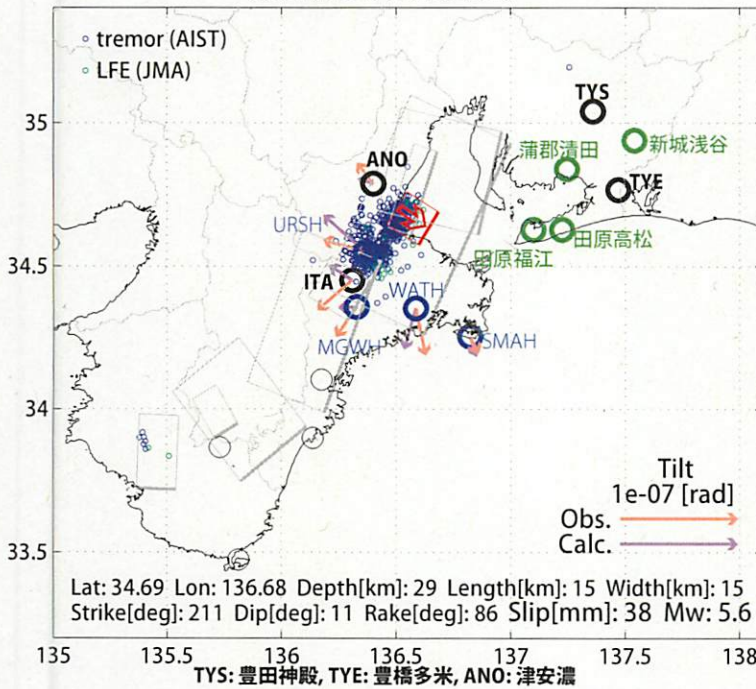 tremor (AIST)
LFE (JMA)
TYS
35
蒲郡清田
新城浅谷
ANO
TYE
URSH
田原福江
田原高松
34.5
ITA
WATH
MGWH
SMAH
34
Tilt
1e-07 [rad]
Obs.
Calc.
33.5
Lat: 34.69 Lon: 136.68 Depth[km]: 29 Length[km]: 15 Width[km]: 15
Strike[deg]: 211 Dip[deg]: 11 Rake[deg]: 86 Slip[mm]: 38 Mw: 5.6
135 135.5 136 136.5 137 137.5 138
TYS: 豊田神殿, TYE: 豊橋多米, ANO: 津安濃